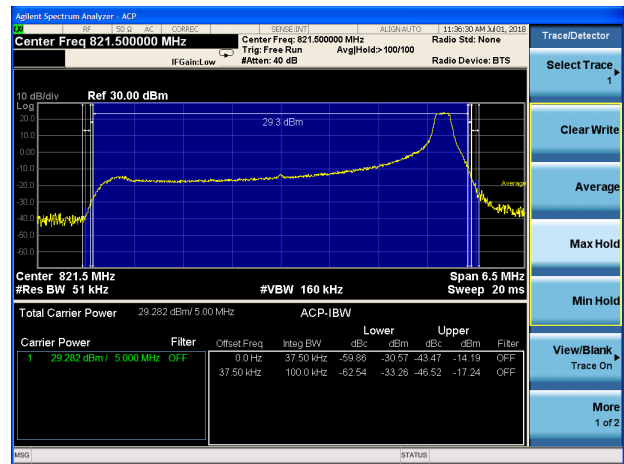 Agilent Spectrum Analyzer - ACP
RF 50 Ω AC CORREC SENSE:INT ALIGN AUTO 11:36:30 AM Jul 01, 2018
Center Freq 821.500000 MHz
Center Freq: 821.500000 MHz Radio Std: None
Trig: Free Run Avg|Hold:>100/100
IFGain:Low #Atten: 40 dB Radio Device: BTS
Trace/Detector
Select Trace
1
Clear Write
Average
Max Hold
Min Hold
View/Blank
Trace On
More
1 of 2
10 dB/div Ref 30.00 dBm
Log
20.0
10.0
0.00
-10.0
-20.0
-30.0
-40.0
-50.0
-60.0
29.3 dBm
Average
Center 821.5 MHz Span 6.5 MHz
#Res BW 51 kHz #VBW 160 kHz Sweep 20 ms
Total Carrier Power 29.282 dBm/ 5.00 MHz ACP-IBW
Lower Upper
Carrier Power Filter Offset Freq Integ BW dBc dBm dBc dBm Filter
1 29.282 dBm / 5.000 MHz OFF 0.0 Hz 37.50 kHz -59.86 -30.57 -43.47 -14.19 OFF
37.50 kHz 100.0 kHz -62.54 -33.26 -46.52 -17.24 OFF
MSG STATUS